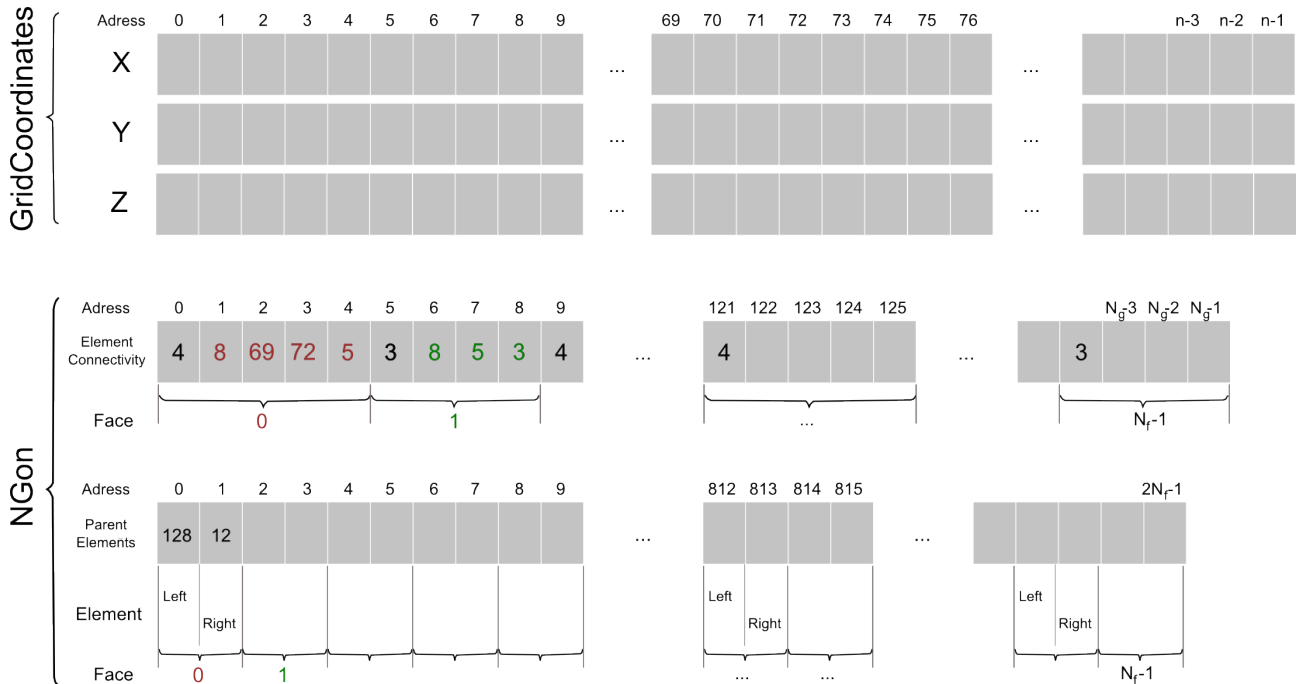 GridCoordinates
Adress 0 1 2 3 4 5 6 7 8 9 69 70 71 72 73 74 75 76 n-3 n-2 n-1
X ... ...
Y ... ...
Z ... ...
NGon
Adress 0 1 2 3 4 5 6 7 8 9 121 122 123 124 125 Ng-3 Ng-2 Ng-1
Element
Connectivity
4 8 69 72 5 3 8 5 3 4 ... 4 ... 3
Face 0 1 ... Nf-1
Adress 0 1 2 3 4 5 6 7 8 9 812 813 814 815 2Nf-1
Parent
Elements
128 12 ... ...
Left Left Left
Element
Right Right Right
Face 0 1 ... ... Nf-1